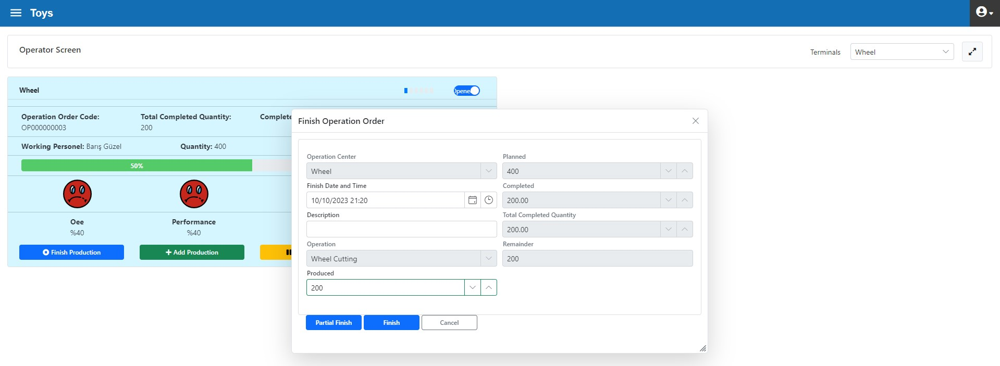 Toys
Operator Screen
Terminals
Wheel
Wheel
Opene
Operation Order Code:
OP000000003
Total Completed Quantity:
200
Complete
Working Personel: Barış Güzel
Quantity: 400
50%
Oee
%40
Performance
%40
Finish Production
Add Production
Finish Operation Order
Operation Center
Wheel
Planned
400
Finish Date and Time
10/10/2023 21:20
Completed
200.00
Description
Total Completed Quantity
200.00
Operation
Wheel Cutting
Remainder
200
Produced
200
Partial Finish
Finish
Cancel